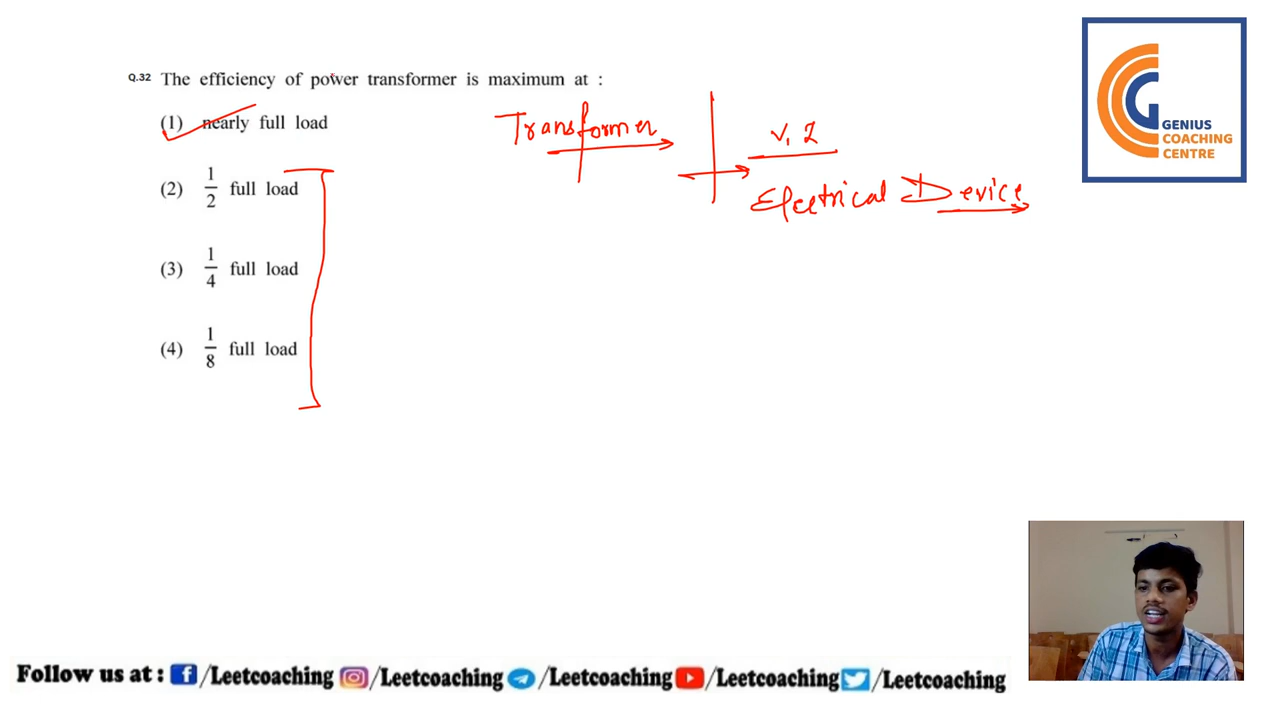 Q.32 The efficiency of power transformer is maximum at :
(1) nearly full load
(2) 1/2 full load
(3) 1/4 full load
(4) 1/8 full load
Transformer
V, I
Electrical Device
GENIUS
COACHING
CENTRE
Follow us at : /Leetcoaching /Leetcoaching /Leetcoaching /Leetcoaching /Leetcoaching